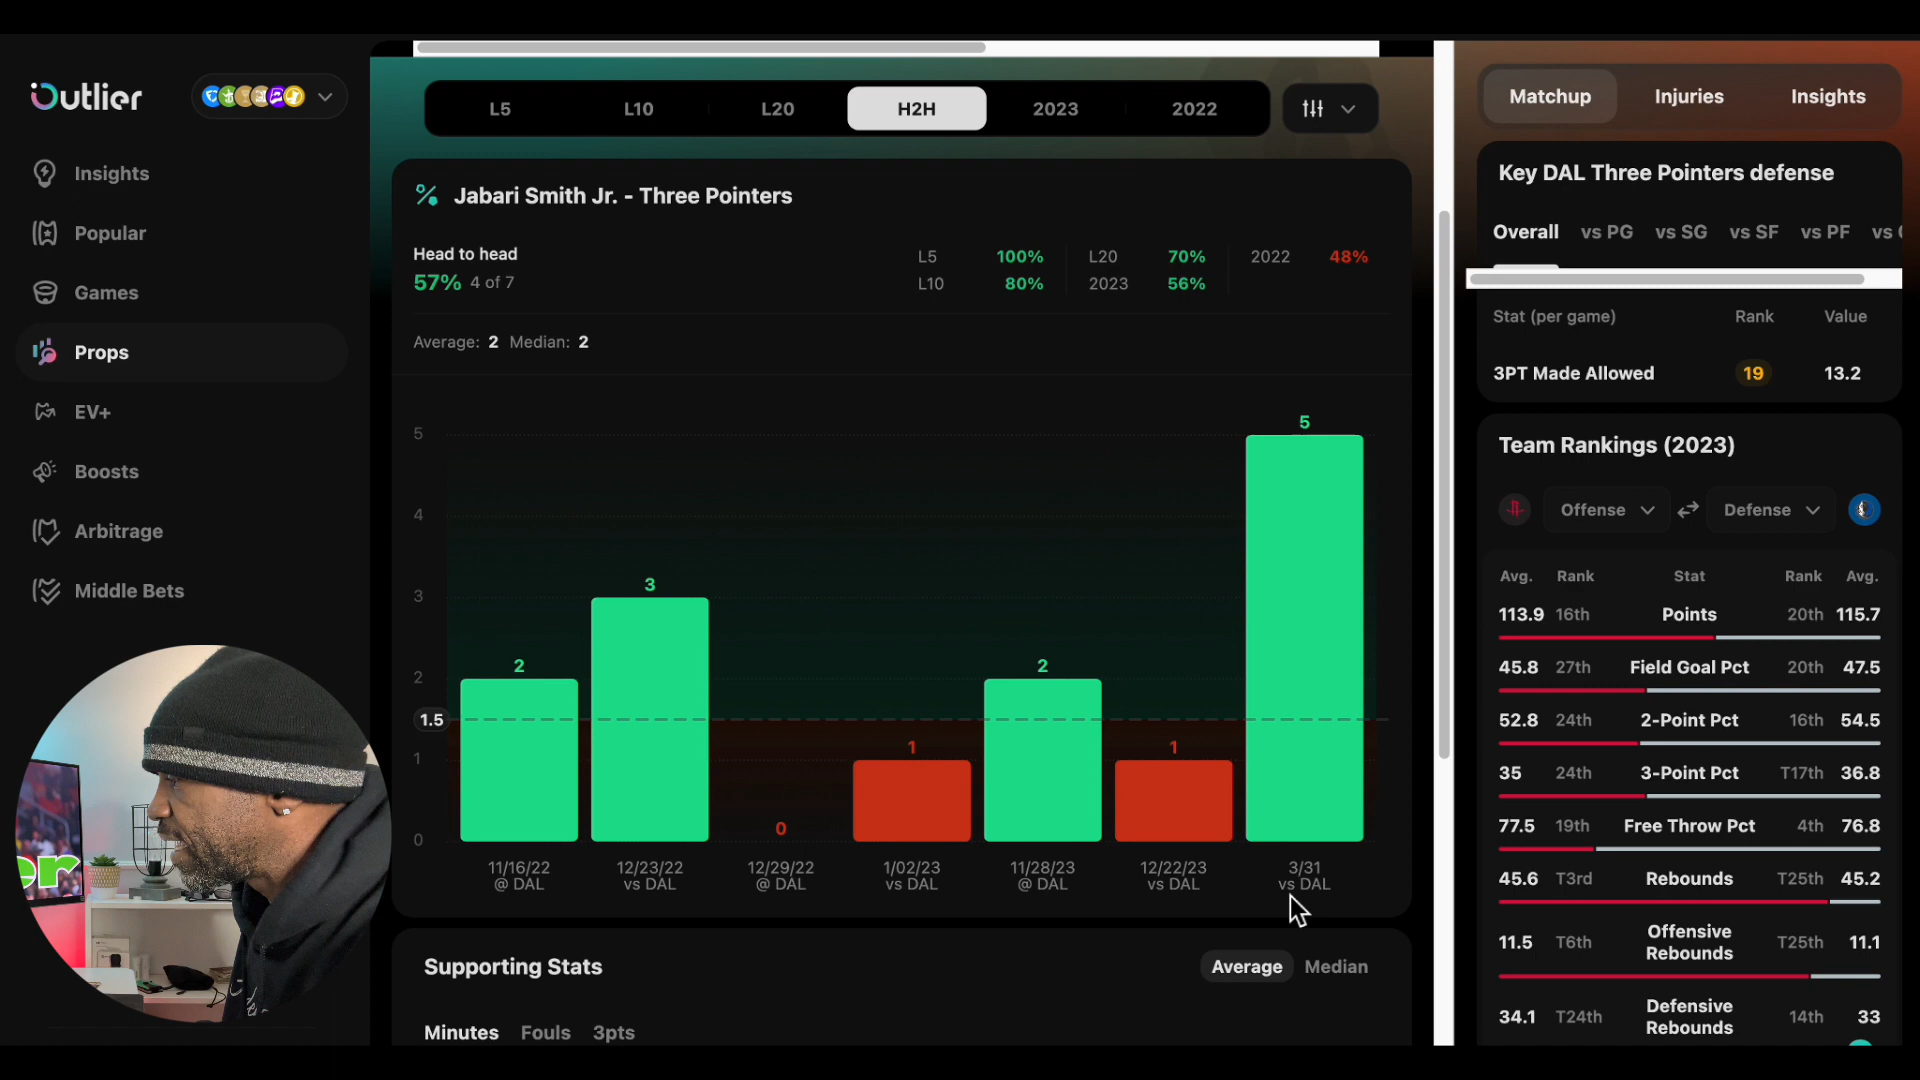 Outlier
Insights
Popular
Games
Props
EV+
Boosts
Arbitrage
Middle Bets
er
L5 L10 L20 H2H 2023 2022
Jabari Smith Jr. - Three Pointers
Head to head
57% 4 of 7
L5 100% L20 70% 2022 48%
L10 80% 2023 56%
Average: 2 Median: 2
5
4
3
2
1.5
1
0
2 3 0 1 2 1 5
11/16/22 12/23/22 12/29/22 1/02/23 11/28/23 12/22/23 3/31
@ DAL vs DAL @ DAL vs DAL @ DAL vs DAL vs DAL
Supporting Stats
Average Median
Minutes Fouls 3pts
Matchup Injuries Insights
Key DAL Three Pointers defense
Overall vs PG vs SG vs SF vs PF vs
Stat (per game) Rank Value
3PT Made Allowed 19 13.2
Team Rankings (2023)
Offense Defense
Avg. Rank Stat Rank Avg.
113.9 16th Points 20th 115.7
45.8 27th Field Goal Pct 20th 47.5
52.8 24th 2-Point Pct 16th 54.5
35 24th 3-Point Pct T17th 36.8
77.5 19th Free Throw Pct 4th 76.8
45.6 T3rd Rebounds T25th 45.2
11.5 T6th Offensive Rebounds T25th 11.1
34.1 T24th Defensive Rebounds 14th 33